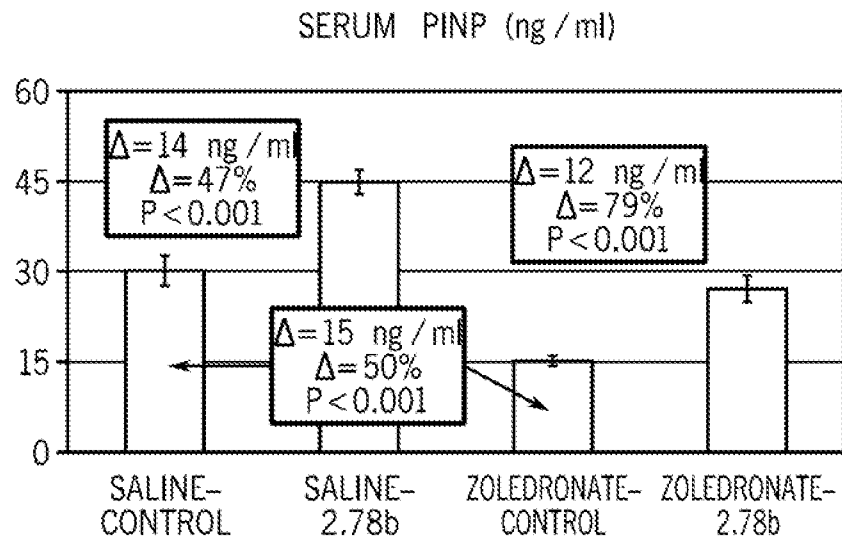 SERUM PINP (ng/ml)
60
45
30
15
0
Δ=14 ng/ml
Δ=47%
P<0.001
Δ=12 ng/ml
Δ=79%
P<0.001
Δ=15 ng/ml
Δ=50%
P<0.001
SALINE-
CONTROL
SALINE-
2.78b
ZOLEDRONATE-
CONTROL
ZOLEDRONATE-
2.78b